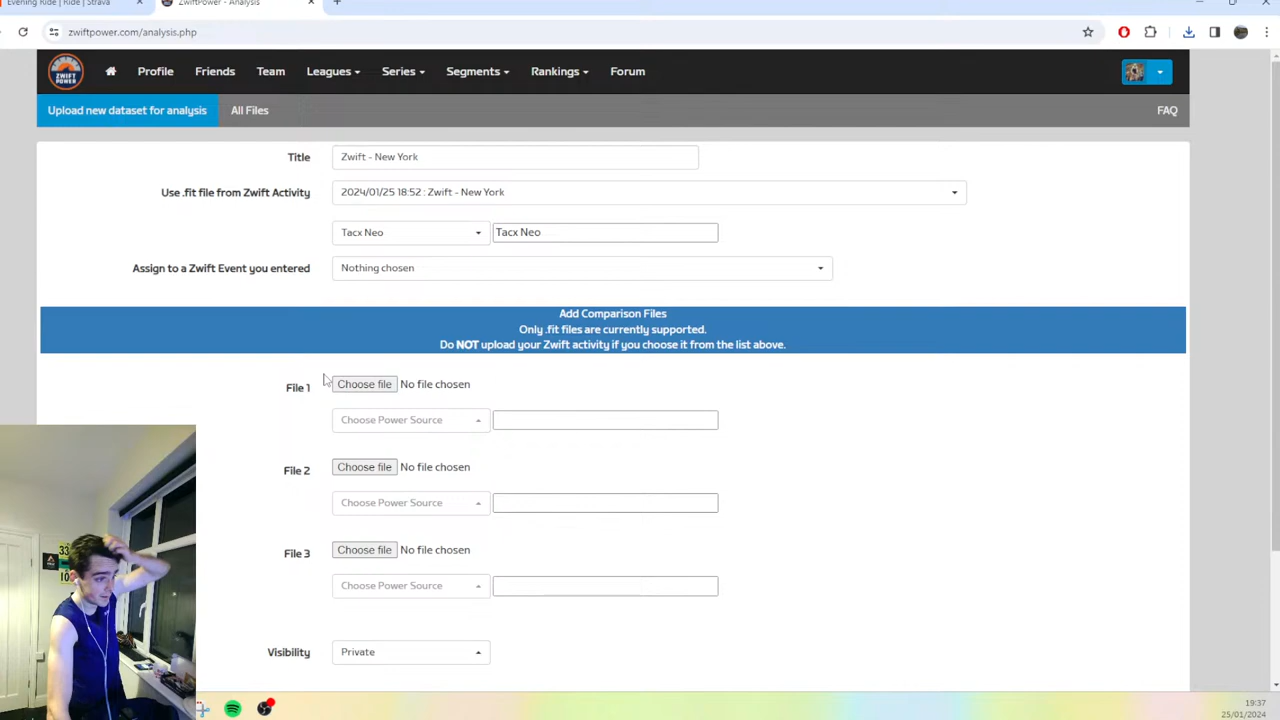 Evening Ride | Ride | Strava
ZwiftPower - Analysis
zwiftpower.com/analysis.php
ZWIFT POWER
Profile
Friends
Team
Leagues
Series
Segments
Rankings
Forum
Upload new dataset for analysis
All Files
FAQ
Title
Zwift - New York
Use .fit file from Zwift Activity
2024/01/25 18:52 : Zwift - New York
Tacx Neo
Tacx Neo
Assign to a Zwift Event you entered
Nothing chosen
Add Comparison Files
Only .fit files are currently supported.
Do NOT upload your Zwift activity if you choose it from the list above.
File 1
Choose file No file chosen
Choose Power Source
File 2
Choose file No file chosen
Choose Power Source
File 3
Choose file No file chosen
Choose Power Source
Visibility
Private
33
10
19:37
25/01/2024